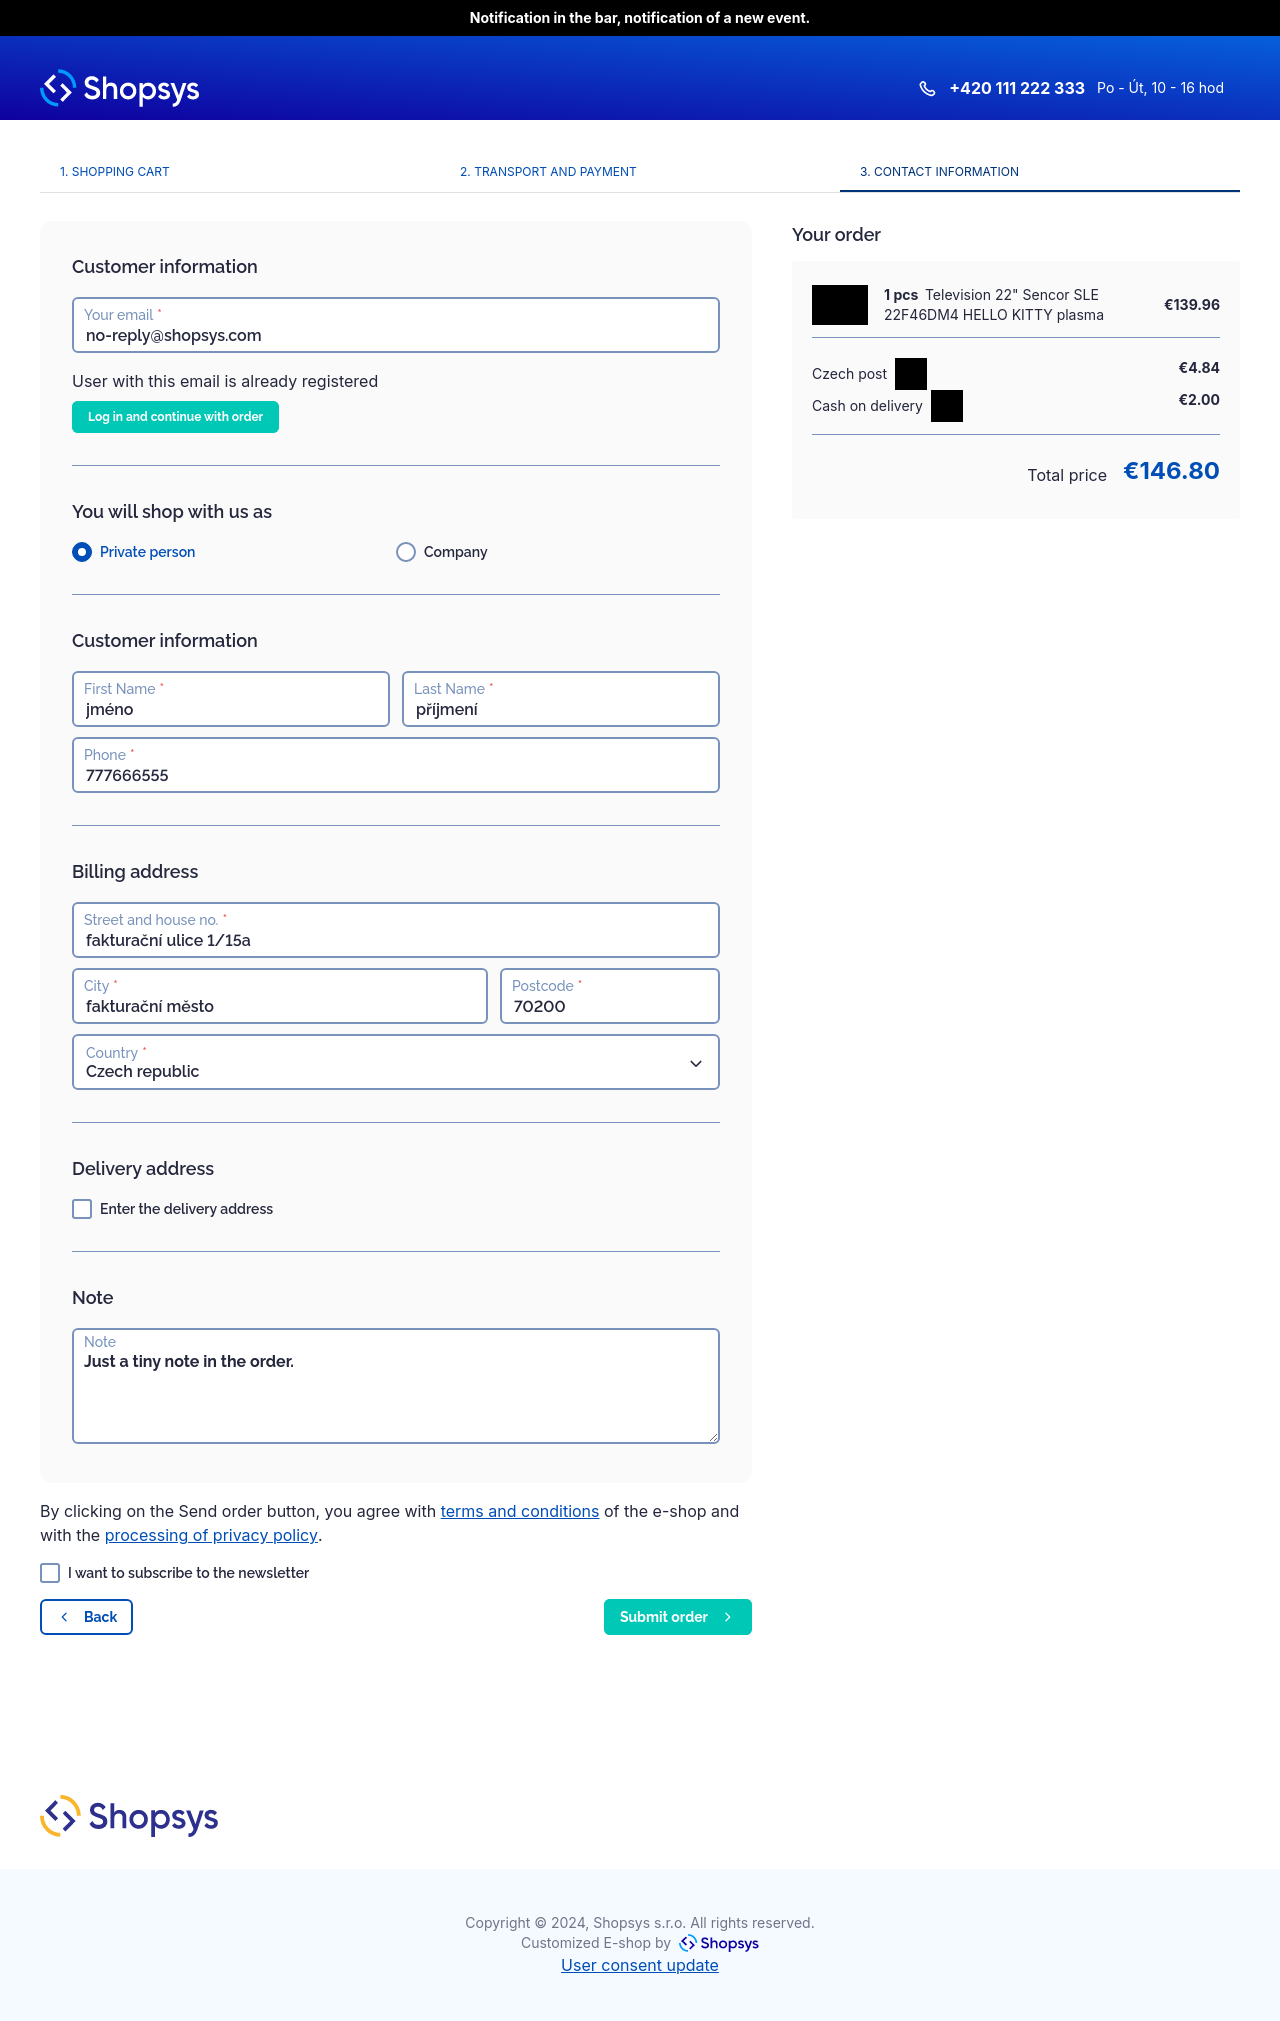 Notification in the bar, notification of a new event.
Shopsys
+420 111 222 333 Po - Út, 10 - 16 hod
1. SHOPPING CART
2. TRANSPORT AND PAYMENT
3. CONTACT INFORMATION
Customer information
Your email *
no-reply@shopsys.com
User with this email is already registered
Log in and continue with order
You will shop with us as
Private person
Company
Customer information
First Name *
jméno
Last Name *
příjmení
Phone *
777666555
Billing address
Street and house no. *
fakturační ulice 1/15a
City *
fakturační město
Postcode *
70200
Country *
Czech republic
Delivery address
Enter the delivery address
Note
Note
Just a tiny note in the order.
By clicking on the Send order button, you agree with terms and conditions of the e-shop and
with the processing of privacy policy.
I want to subscribe to the newsletter
Back
Submit order
Your order
1 pcs Television 22" Sencor SLE
22F46DM4 HELLO KITTY plasma
€139.96
Czech post
€4.84
Cash on delivery
€2.00
Total price €146.80
Shopsys
Copyright © 2024, Shopsys s.r.o. All rights reserved.
Customized E-shop by Shopsys
User consent update